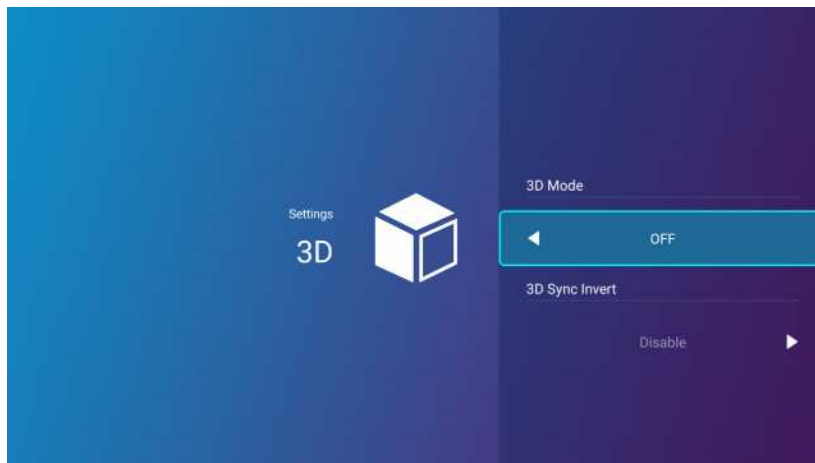 Settings
3D
3D Mode
OFF
3D Sync Invert
Disable